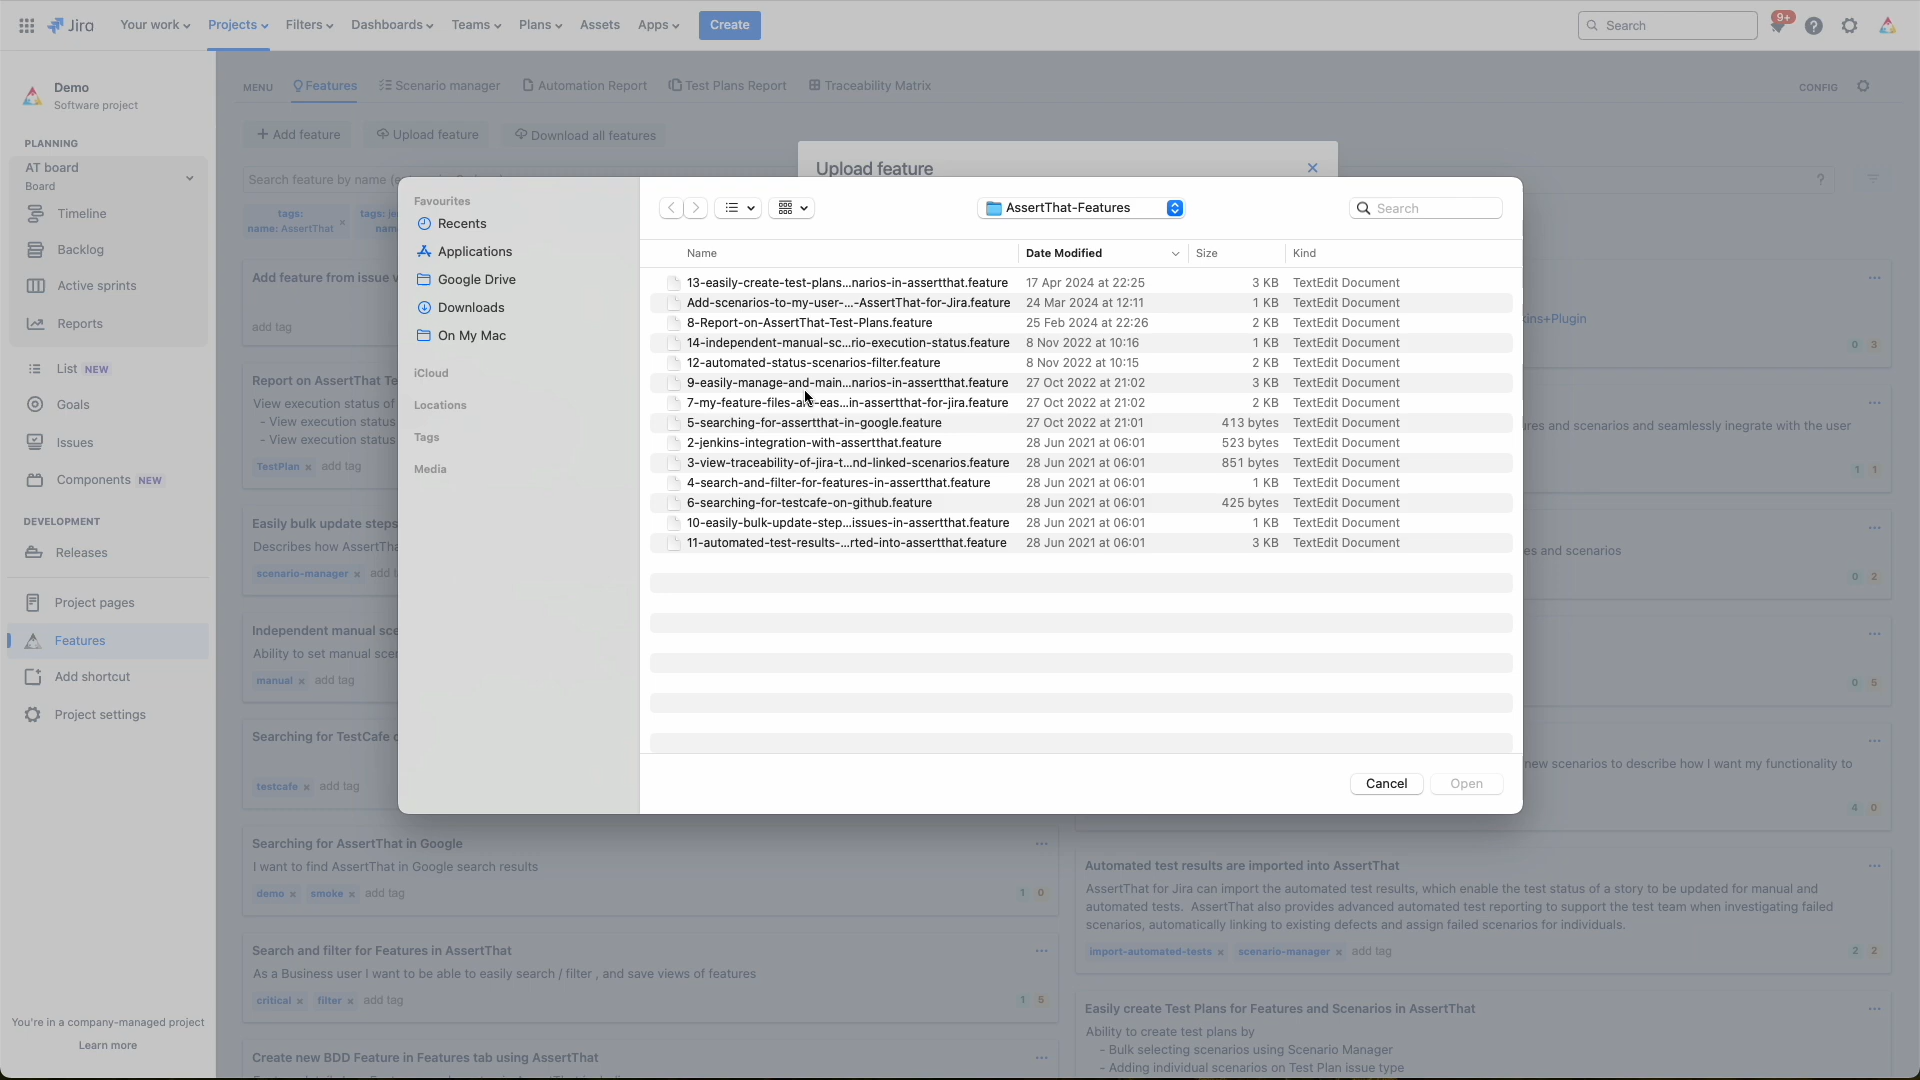 Jira
Your work
Projects
Filters
Dashboards
Teams
Plans
Assets
Apps
Create
Search
9+
Demo
Software project
PLANNING
AT board
Board
Timeline
Backlog
Active sprints
Reports
List NEW
Goals
Issues
Components NEW
DEVELOPMENT
Releases
Project pages
Features
Add shortcut
Project settings
You're in a company-managed project
Learn more
MENU
Features
Scenario manager
Automation Report
Test Plans Report
Traceability Matrix
CONFIG
+ Add feature
Upload feature
Download all features
Search feature by name
tags:
name: AssertThat ×
Upload feature
Favourites
Recents
Applications
Google Drive
Downloads
On My Mac
iCloud
Locations
Tags
Media
AssertThat-Features
Search
Name Date Modified Size Kind
13-easily-create-test-plans...narios-in-assertthat.feature 17 Apr 2024 at 22:25 3 KB TextEdit Document
Add-scenarios-to-my-user-...-AssertThat-for-Jira.feature 24 Mar 2024 at 12:11 1 KB TextEdit Document
8-Report-on-AssertThat-Test-Plans.feature 25 Feb 2024 at 22:26 2 KB TextEdit Document
14-independent-manual-sc...rio-execution-status.feature 8 Nov 2022 at 10:16 1 KB TextEdit Document
12-automated-status-scenarios-filter.feature 8 Nov 2022 at 10:15 2 KB TextEdit Document
9-easily-manage-and-main...narios-in-assertthat.feature 27 Oct 2022 at 21:02 3 KB TextEdit Document
7-my-feature-files-are-eas...in-assertthat-for-jira.feature 27 Oct 2022 at 21:02 2 KB TextEdit Document
5-searching-for-assertthat-in-google.feature 27 Oct 2022 at 21:01 413 bytes TextEdit Document
2-jenkins-integration-with-assertthat.feature 28 Jun 2021 at 06:01 523 bytes TextEdit Document
3-view-traceability-of-jira-t...nd-linked-scenarios.feature 28 Jun 2021 at 06:01 851 bytes TextEdit Document
4-search-and-filter-for-features-in-assertthat.feature 28 Jun 2021 at 06:01 1 KB TextEdit Document
6-searching-for-testcafe-on-github.feature 28 Jun 2021 at 06:01 425 bytes TextEdit Document
10-easily-bulk-update-step...issues-in-assertthat.feature 28 Jun 2021 at 06:01 1 KB TextEdit Document
11-automated-test-results-...rted-into-assertthat.feature 28 Jun 2021 at 06:01 3 KB TextEdit Document
Cancel
Open
Add feature from issue
add tag
Report on AssertThat
View execution status of
- View execution status
- View execution status
TestPlan × add tag
Easily bulk update steps
Describes how AssertTha
scenario-manager ×
Independent manual
Ability to set manual
manual × add tag
Searching for TestCafe
testcafe × add tag
Searching for AssertThat in Google
I want to find AssertThat in Google search results
demo × smoke × add tag
1 0
Search and filter for Features in AssertThat
As a Business user I want to be able to easily search / filter , and save views of features
critical × filter × add tag
1 5
Create new BDD Feature in Features tab using AssertThat
ins+Plugin
0 3
and scenarios and seamlessly inegrate with the user
1 1
and scenarios
0 2
0 5
new scenarios to describe how I want my functionality to
4 0
Automated test results are imported into AssertThat
AssertThat for Jira can import the automated test results, which enable the test status of a story to be updated for manual and
automated tests. AssertThat also provides advanced automated test reporting to support the test team when investigating failed
scenarios, automatically linking to existing defects and assign failed scenarios for individuals.
import-automated-tests × scenario-manager × add tag
2 2
Easily create Test Plans for Features and Scenarios in AssertThat
Ability to create test plans by
- Bulk selecting scenarios using Scenario Manager
- Adding individual scenarios on Test Plan issue type